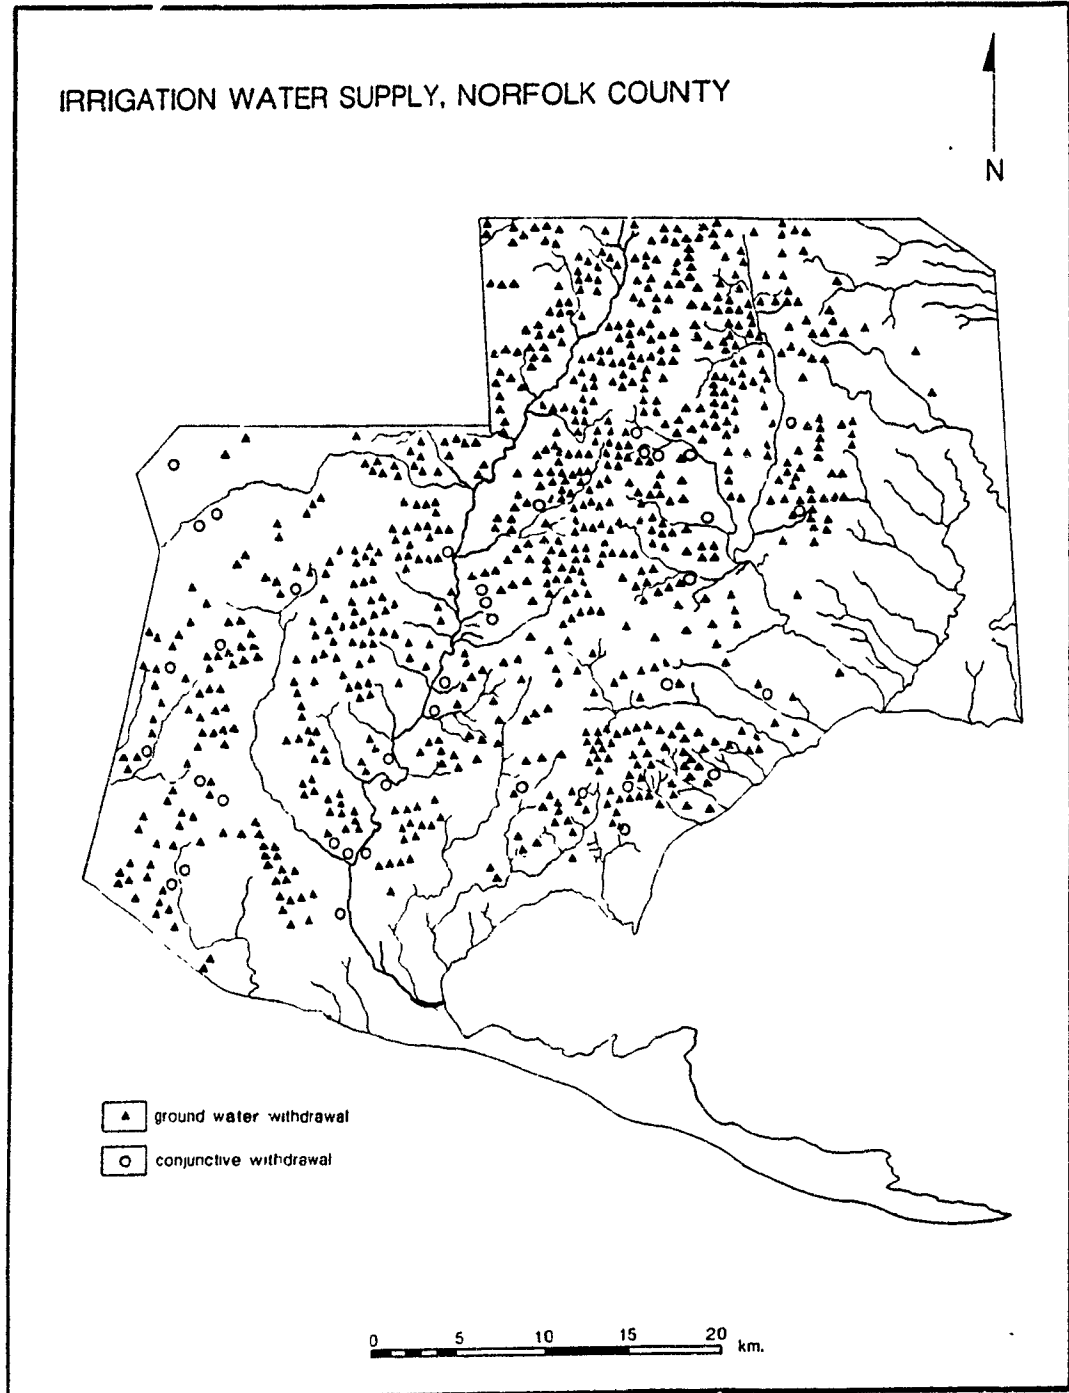 IRRIGATION WATER SUPPLY, NORFOLK COUNTY
N
ground water withdrawal
conjunctive withdrawal
0 5 10 15 20 km.